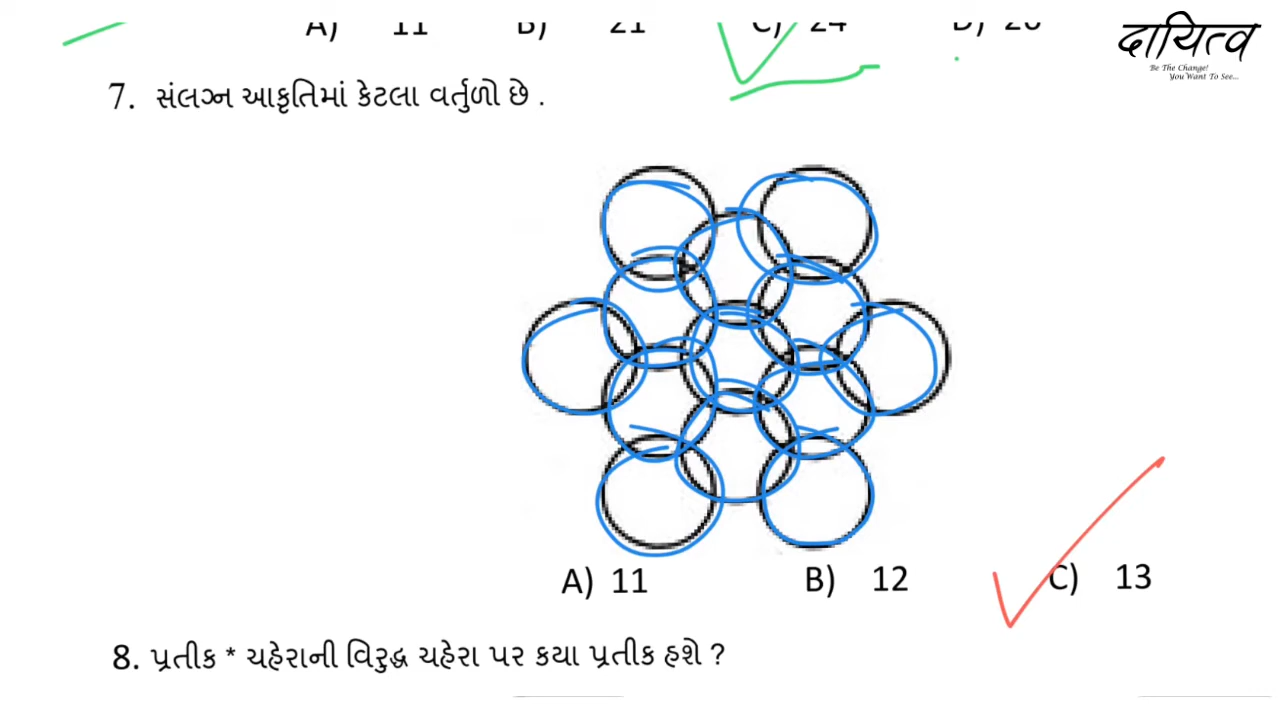 A) 11 B) 21 C) 24 D) 26
दायित्व
Be The Change!
You Want To See...
7. સંલગ્ન આકૃતિમાં કેટલા વર્તુળો છે .
A) 11 B) 12 C) 13
8. પ્રતીક * ચહેરાની વિરુદ્ધ ચહેરા પર કયા પ્રતીક હશે ?